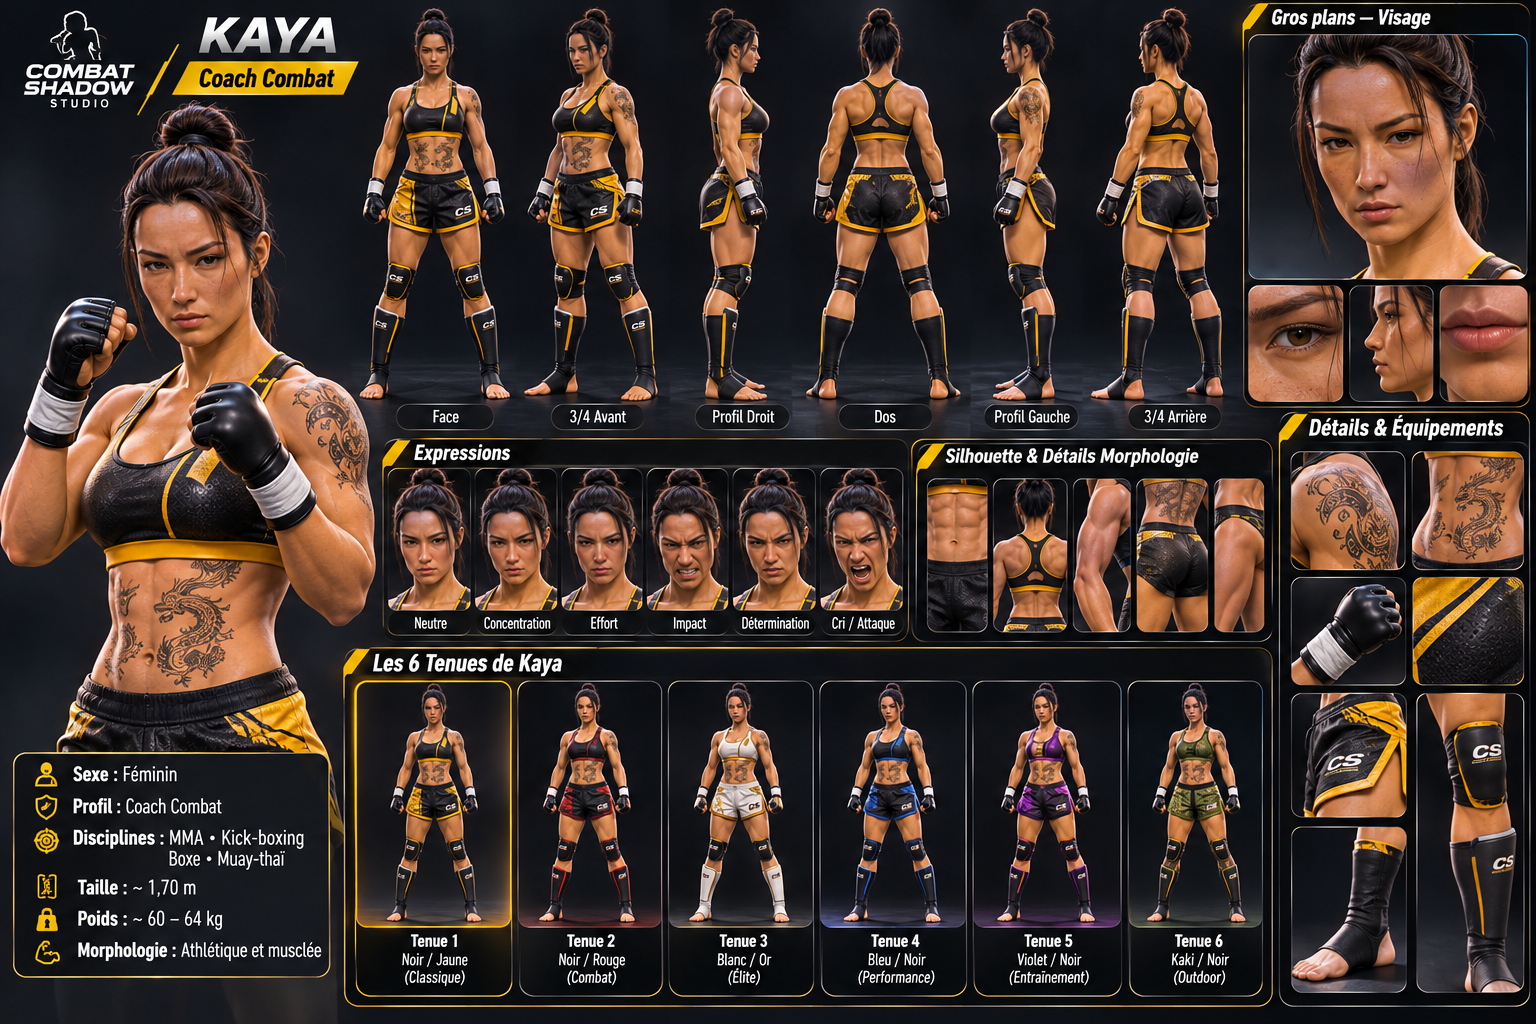 COMBAT
SHADOW
STUDIO
KAYA
Coach Combat
Face
3/4 Avant
Profil Droit
Dos
Profil Gauche
3/4 Arrière
Gros plans – Visage
Expressions
Neutre
Concentration
Effort
Impact
Détermination
Cri / Attaque
Silhouette & Détails Morphologie
Détails & Équipements
CS
CS
CS
Sexe : Féminin
Profil : Coach Combat
Disciplines : MMA • Kick-boxing
Boxe • Muay-thaï
Taille : ~ 1,70 m
Poids : ~ 60 – 64 kg
Morphologie : Athlétique et musclée
Les 6 Tenues de Kaya
Tenue 1
Noir / Jaune
(Classique)
Tenue 2
Noir / Rouge
(Combat)
Tenue 3
Blanc / Or
(Élite)
Tenue 4
Bleu / Noir
(Performance)
Tenue 5
Violet / Noir
(Entraînement)
Tenue 6
Kaki / Noir
(Outdoor)